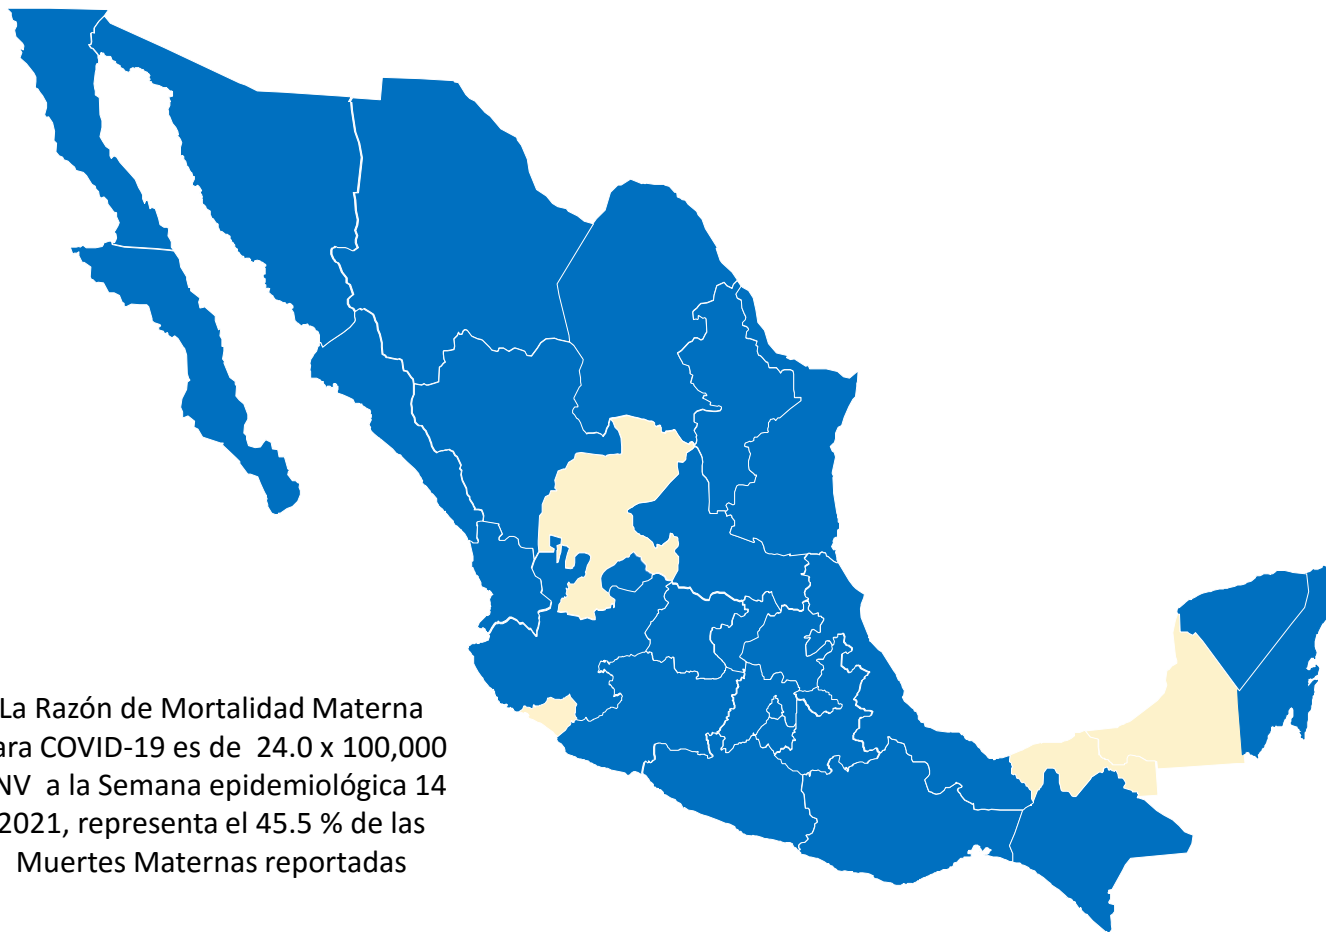 La Razón de Mortalidad Materna
ara COVID-19 es de 24.0 x 100,000
NV a la Semana epidemiológica 14
2021, representa el 45.5 % de las
Muertes Maternas reportadas